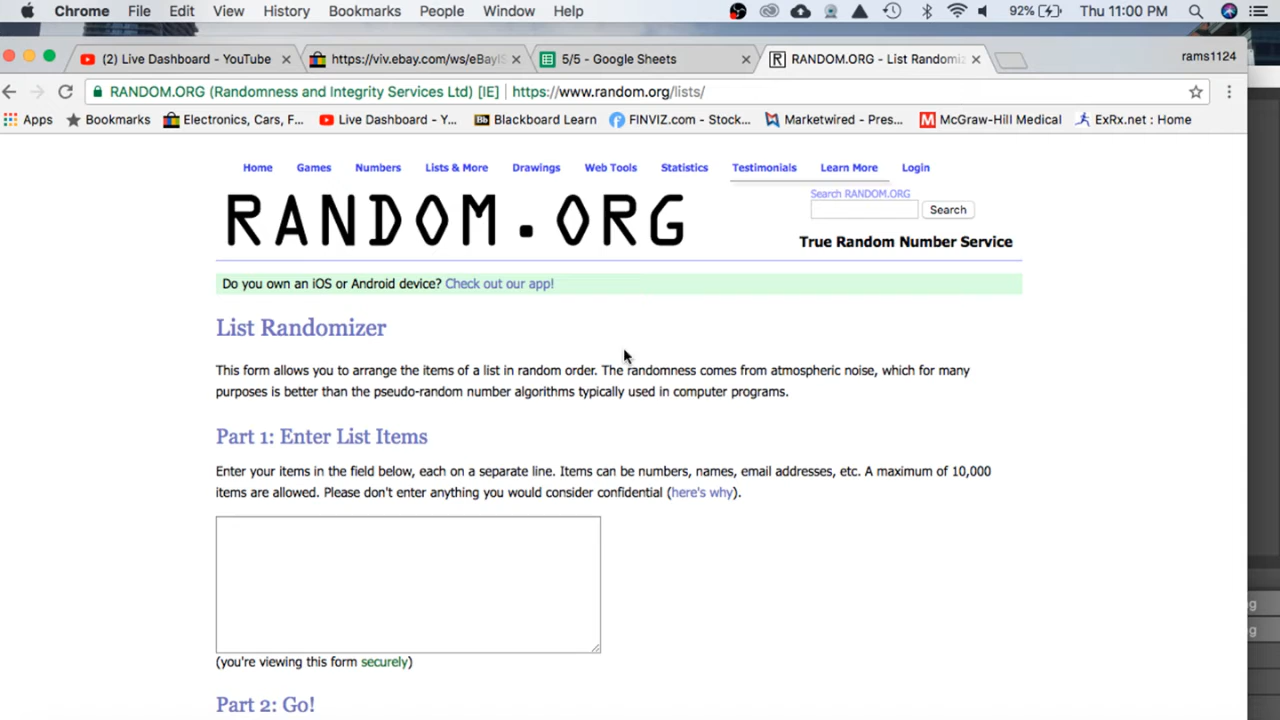 Chrome File Edit View History Bookmarks People Window Help 92% Thu 11:00 PM
(2) Live Dashboard - YouTube https://viv.ebay.com/ws/eBayIS 5/5 - Google Sheets RANDOM.ORG - List Randomiz rams1124
RANDOM.ORG (Randomness and Integrity Services Ltd) [IE] https://www.random.org/lists/
Apps Bookmarks Electronics, Cars, F... Live Dashboard - Y... Bb Blackboard Learn FINVIZ.com - Stock... Marketwired - Pres... McGraw-Hill Medical ExRx.net : Home
Home Games Numbers Lists & More Drawings Web Tools Statistics Testimonials Learn More Login
Search RANDOM.ORG
Search
RANDOM.ORG
True Random Number Service
Do you own an iOS or Android device? Check out our app!
List Randomizer
This form allows you to arrange the items of a list in random order. The randomness comes from atmospheric noise, which for many
purposes is better than the pseudo-random number algorithms typically used in computer programs.
Part 1: Enter List Items
Enter your items in the field below, each on a separate line. Items can be numbers, names, email addresses, etc. A maximum of 10,000
items are allowed. Please don't enter anything you would consider confidential (here's why).
(you're viewing this form securely)
Part 2: Go!